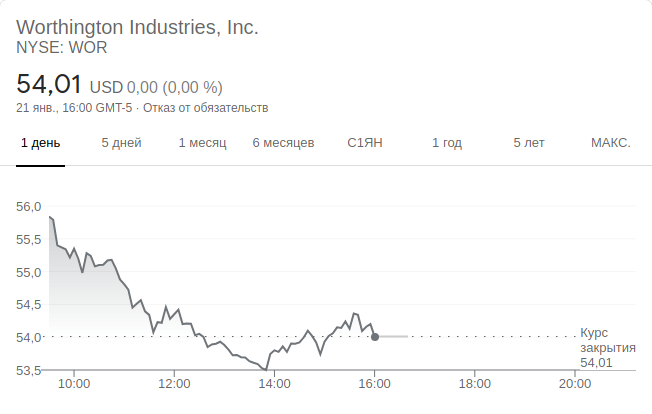 Worthington Industries, Inc.
NYSE: WOR
54,01 USD 0,00 (0,00 %)
21 янв., 16:00 GMT-5 · Отказ от обязательств
1 день 5 дней 1 месяц 6 месяцев С1ЯН 1 год 5 лет МАКС.
56,0
55,5
55,0
54,5
54,0
53,5
Курс
закрытия
54,01
10:00 12:00 14:00 16:00 18:00 20:00